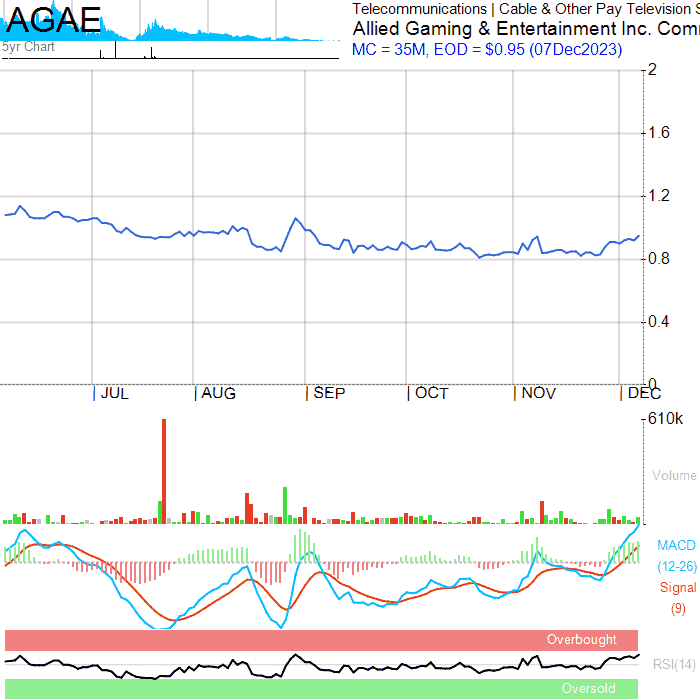 AGAE
5yr Chart
Telecommunications | Cable & Other Pay Television S
Allied Gaming & Entertainment Inc. Com
MC = 35M, EOD = $0.95 (07Dec2023)
2
1.6
1.2
0.8
0.4
0
JUL
AUG
SEP
OCT
NOV
DEC
610k
Volume
MACD
(12-26)
Signal
(9)
Overbought
RSI(14)
Oversold